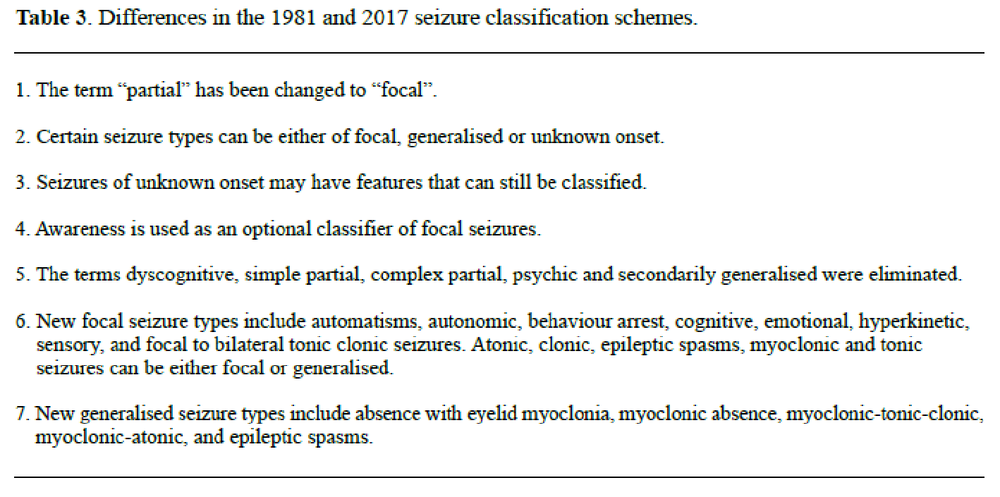 Table 3. Differences in the 1981 and 2017 seizure classification schemes.
1. The term “partial” has been changed to “focal”.
2. Certain seizure types can be either of focal, generalised or unknown onset.
3. Seizures of unknown onset may have features that can still be classified.
4. Awareness is used as an optional classifier of focal seizures.
5. The terms dyscognitive, simple partial, complex partial, psychic and secondarily generalised were eliminated.
6. New focal seizure types include automatisms, autonomic, behaviour arrest, cognitive, emotional, hyperkinetic,
sensory, and focal to bilateral tonic clonic seizures. Atonic, clonic, epileptic spasms, myoclonic and tonic
seizures can be either focal or generalised.
7. New generalised seizure types include absence with eyelid myoclonia, myoclonic absence, myoclonic-tonic-clonic,
myoclonic-atonic, and epileptic spasms.